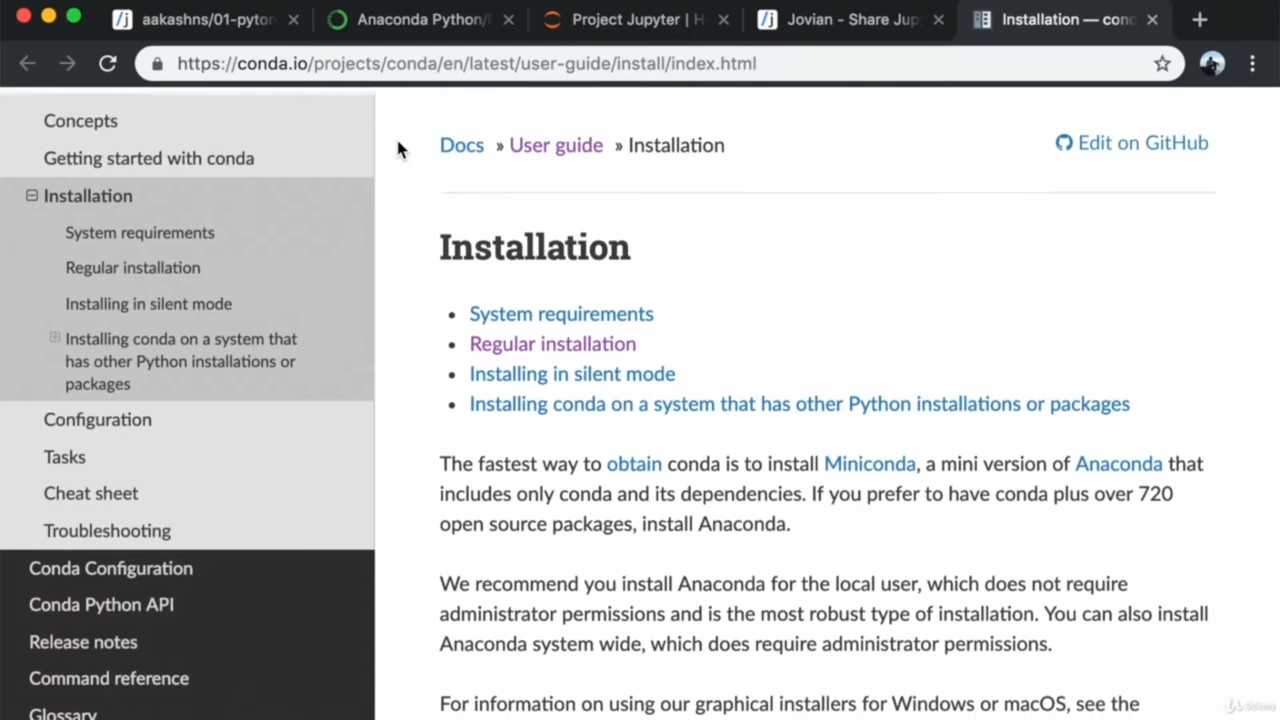 aakashns/01-pytor
Anaconda Python/
Project Jupyter | H
Jovian - Share Jup
Installation — conc
https://conda.io/projects/conda/en/latest/user-guide/install/index.html
Concepts
Getting started with conda
Installation
System requirements
Regular installation
Installing in silent mode
Installing conda on a system that
has other Python installations or
packages
Configuration
Tasks
Cheat sheet
Troubleshooting
Conda Configuration
Conda Python API
Release notes
Command reference
Glossary
Docs » User guide » Installation
Edit on GitHub
Installation
• System requirements
• Regular installation
• Installing in silent mode
• Installing conda on a system that has other Python installations or packages
The fastest way to obtain conda is to install Miniconda, a mini version of Anaconda that
includes only conda and its dependencies. If you prefer to have conda plus over 720
open source packages, install Anaconda.
We recommend you install Anaconda for the local user, which does not require
administrator permissions and is the most robust type of installation. You can also install
Anaconda system wide, which does require administrator permissions.
For information on using our graphical installers for Windows or macOS, see the
Udemy